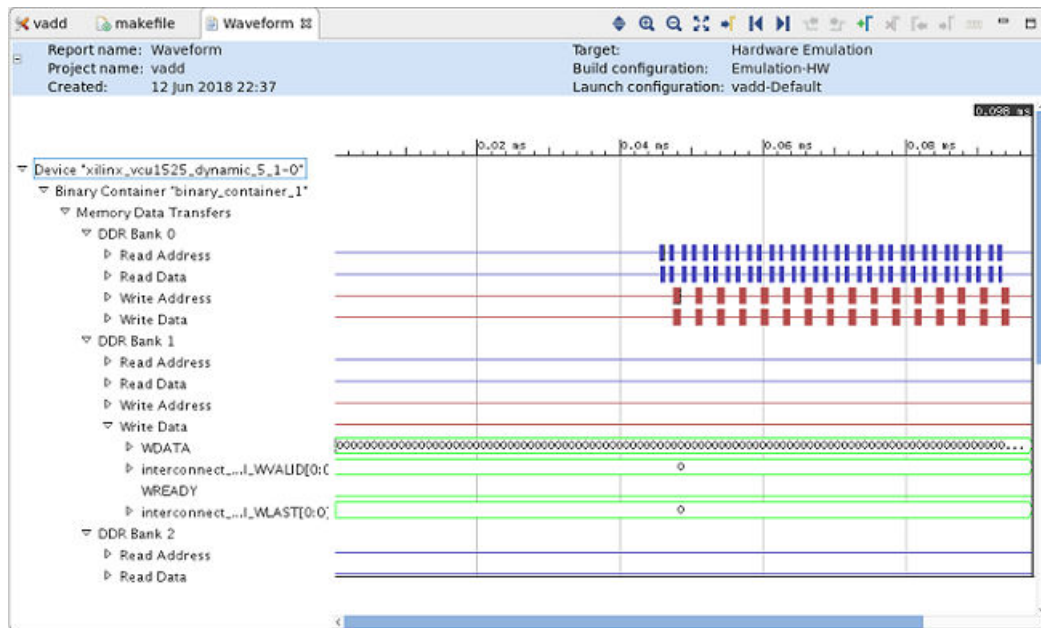 vadd makefile Waveform
Report name: Waveform Target: Hardware Emulation
Project name: vadd Build configuration: Emulation-HW
Created: 12 Jun 2018 22:37 Launch configuration: vadd-Default
0.098 ms
0.02 ms 0.04 ms 0.06 ms 0.08 ms
Device "xilinx_vcu1525_dynamic_5_1-0"
Binary Container "binary_container_1"
Memory Data Transfers
DDR Bank 0
Read Address
Read Data
Write Address
Write Data
DDR Bank 1
Read Address
Read Data
Write Address
Write Data
WDATA
interconnect_...I_WVALID[0:0 0
WREADY
interconnect_...I_WLAST[0:0] 0
DDR Bank 2
Read Address
Read Data